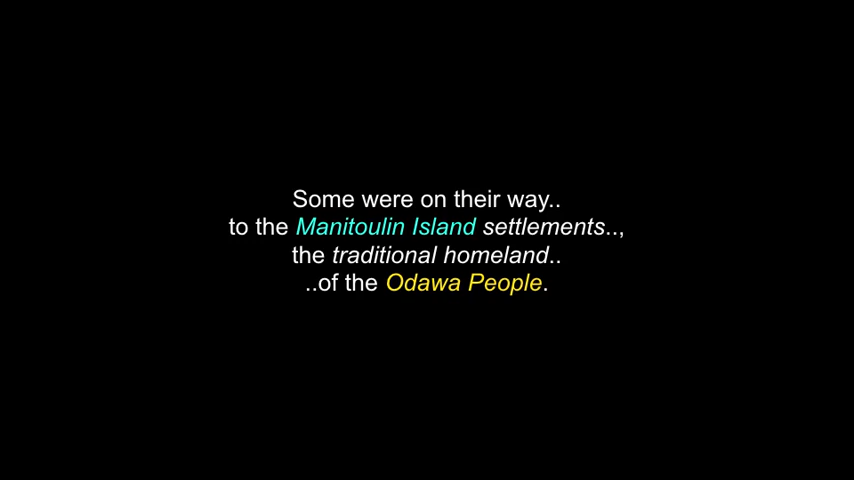 Some were on their way..
to the Manitoulin Island settlements..,
the traditional homeland..
..of the Odawa People.